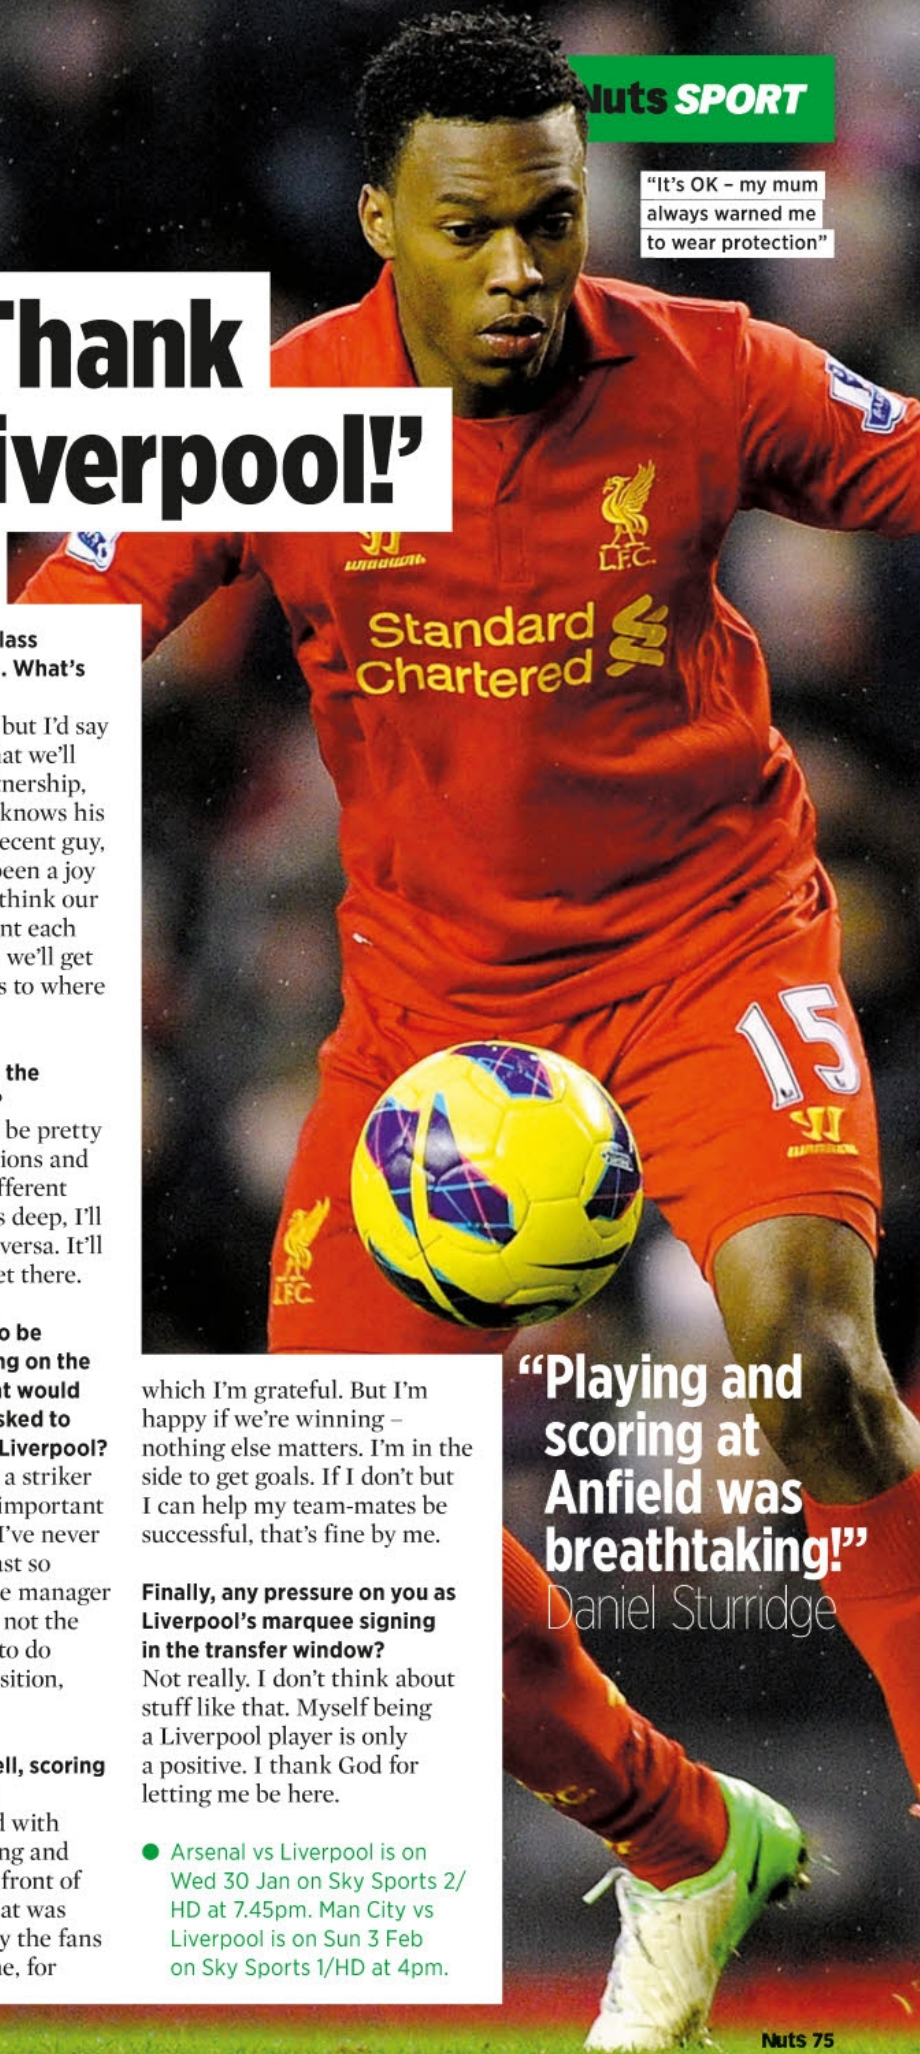 Nuts SPORT
“It’s OK – my mum
always warned me
to wear protection”
Thank
iverpool!’
L.F.C.
WARRIOR
Standard
Chartered
15
WARRIOR
LFC
lass
. What’s
but I’d say
at we’ll
nership,
knows his
ecent guy,
een a joy
think our
nt each
we’ll get
s to where
the
?
be pretty
ions and
fferent
s deep, I’ll
versa. It’ll
et there.
o be
ng on the
t would
sked to
Liverpool?
a striker
important
I’ve never
ast so
e manager
not the
to do
sition,
ell, scoring
d with
ng and
front of
at was
y the fans
e, for
which I’m grateful. But I’m
happy if we’re winning –
nothing else matters. I’m in the
side to get goals. If I don’t but
I can help my team-mates be
successful, that’s fine by me.
Finally, any pressure on you as
Liverpool’s marquee signing
in the transfer window?
Not really. I don’t think about
stuff like that. Myself being
a Liverpool player is only
a positive. I thank God for
letting me be here.
● Arsenal vs Liverpool is on
Wed 30 Jan on Sky Sports 2/
HD at 7.45pm. Man City vs
Liverpool is on Sun 3 Feb
on Sky Sports 1/HD at 4pm.
“Playing and
scoring at
Anfield was
breathtaking!”
Daniel Sturridge
Nuts 75